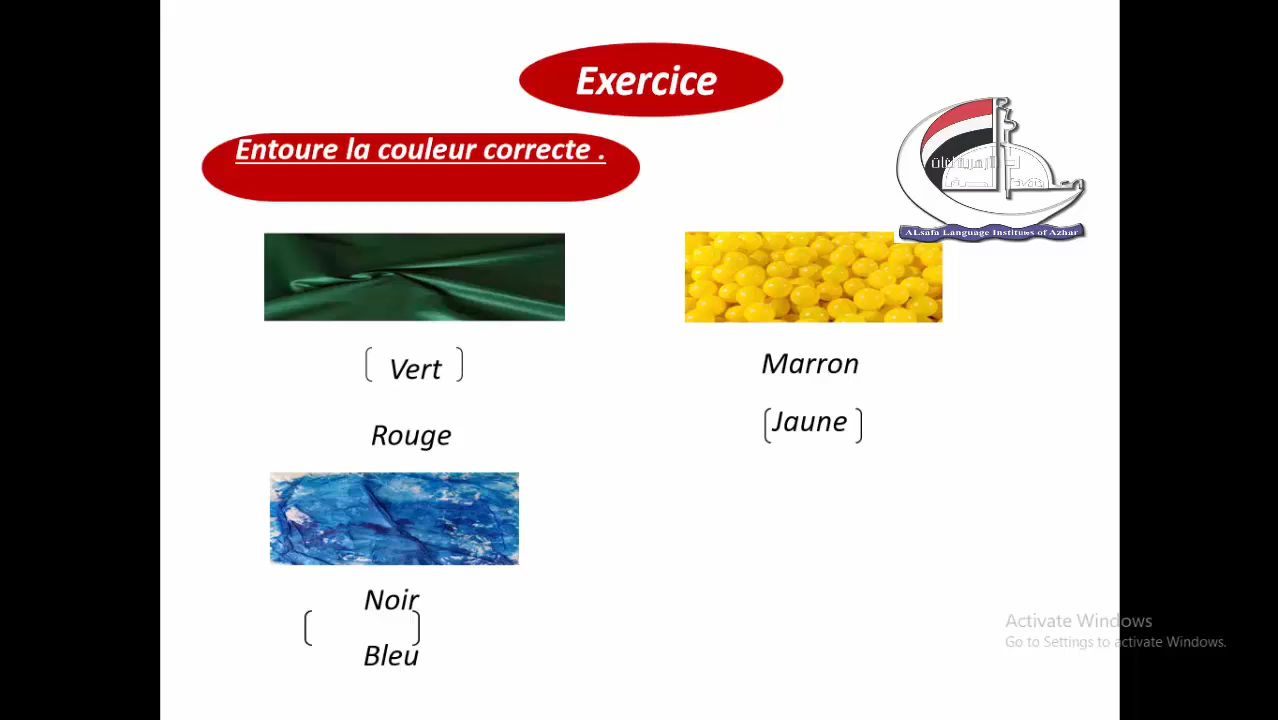 Exercice
Entoure la couleur correcte .
ALsafa Language Institues of Azhar
Vert
Rouge
Marron
Jaune
Noir
Bleu
Activate Windows
Go to Settings to activate Windows.